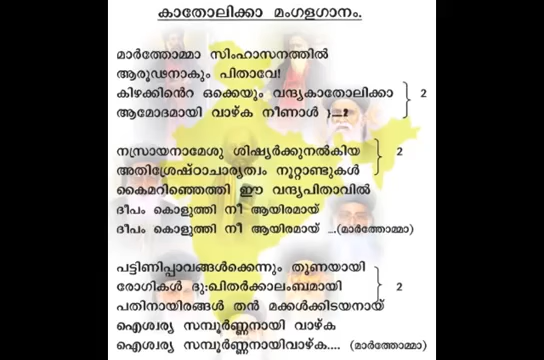 കാതോലിക്കാ മംഗളഗാനം.
മാർത്തോമ്മാ സിംഹാസനത്തിൽ
ആരൂഢനാകും പിതാവേ!
കിഴക്കിൻെറ ഒക്കെയും വന്ദ്യകാതോലിക്കാ 2
ആമോദമായി വാഴ്ക നീണാൾ }...2
നസ്രായനാമേശു ശിഷ്യർക്കുനൽകിയ 2
അതിശ്രേഷ്ഠാചാര്യത്വം നൂറ്റാണ്ടുകൾ
കൈമറിഞ്ഞെത്തി ഈ വന്ദ്യപിതാവിൽ
ദീപം കൊളുത്തി നീ ആയിരമായ്
ദീപം കൊളുത്തി നീ ആയിരമായ് ...(മാർത്തോമ്മാ)
പട്ടിണിപ്പാവങ്ങൾക്കെന്നും തുണയായി
രോഗികൾ ദു:ഖിതർക്കാലംബമായി 2
പതിനായിരങ്ങൾ തൻ മക്കൾക്കിടയനായ്
ഐശ്വര്യ സമ്പൂർണ്ണനായി വാഴ്ക
ഐശ്വര്യ സമ്പൂർണ്ണനായിവാഴ്ക.... (മാർത്തോമ്മാ)